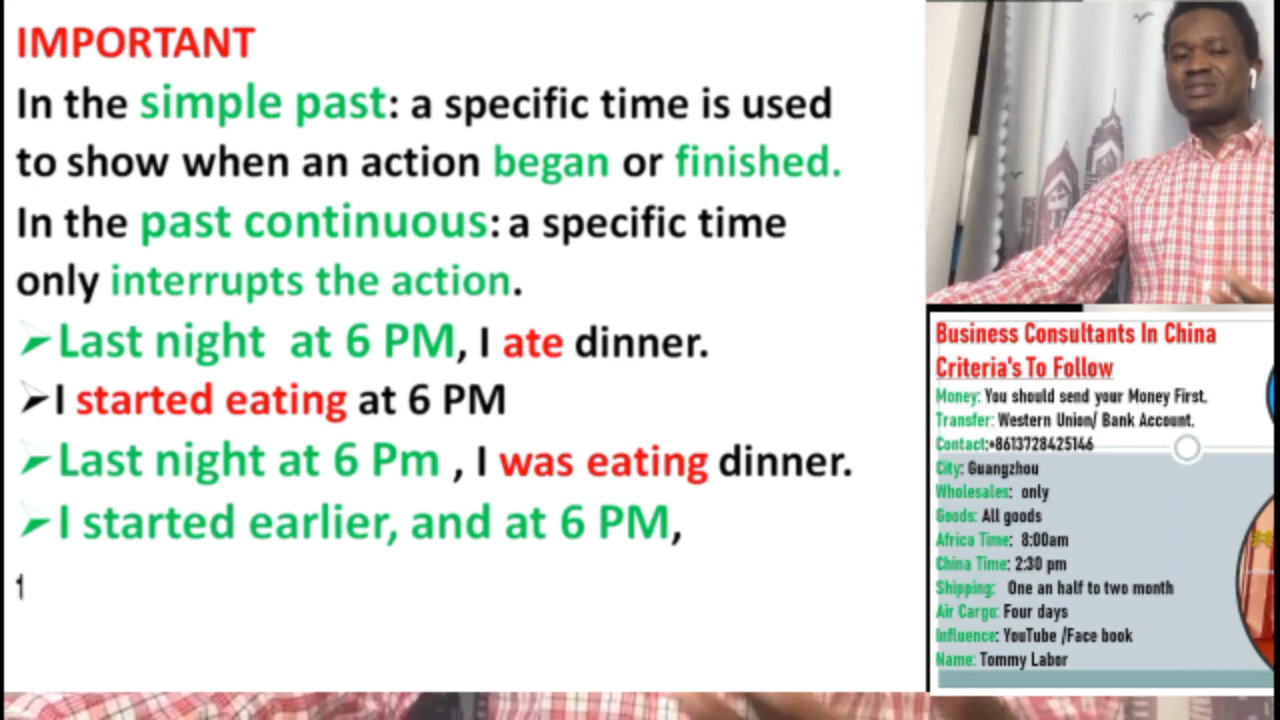 IMPORTANT
In the simple past: a specific time is used
to show when an action began or finished.
In the past continuous: a specific time
only interrupts the action.
Last night at 6 PM, I ate dinner.
I started eating at 6 PM
Last night at 6 Pm , I was eating dinner.
I started earlier, and at 6 PM,
Business Consultants In China
Criteria's To Follow
Money: You should send your Money First.
Transfer: Western Union/ Bank Account.
Contact:+8613728425146
City: Guangzhou
Wholesales: only
Goods: All goods
Africa Time: 8:00am
China Time: 2:30 pm
Shipping: One an half to two month
Air Cargo: Four days
Influence: YouTube /Face book
Name: Tommy Labor